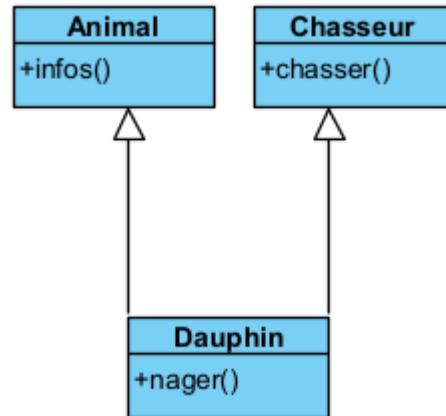 Animal
+infos()
Chasseur
+chasser()
Dauphin
+nager()